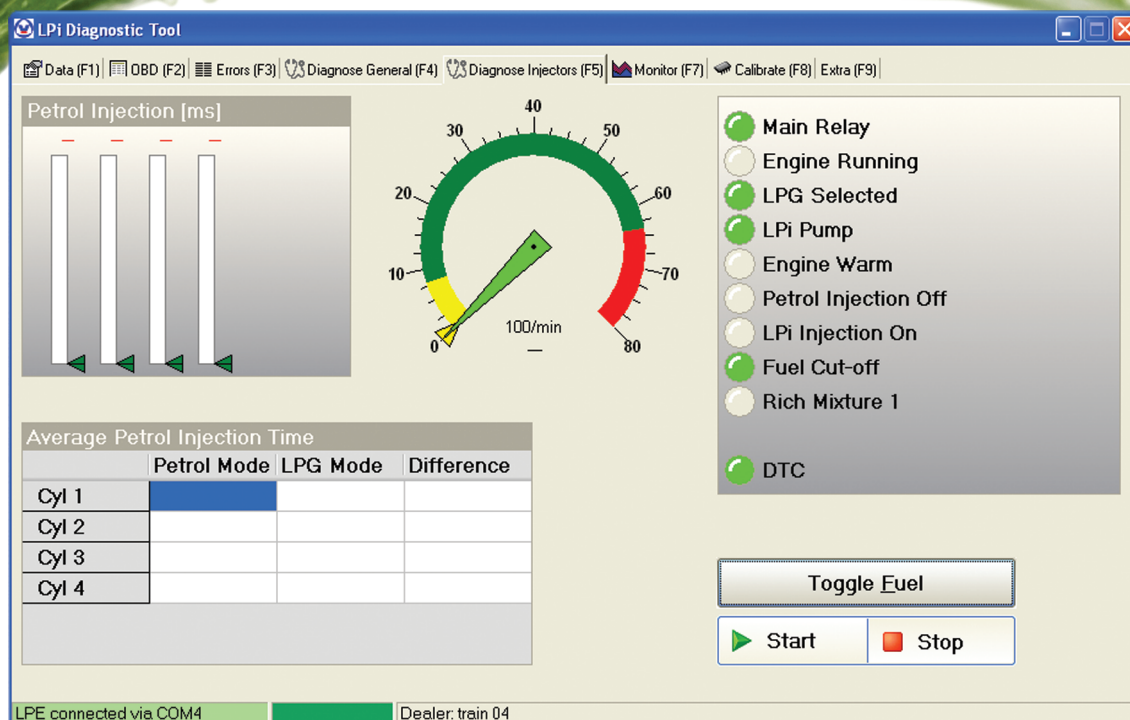 LPi Diagnostic Tool
Data (F1) OBD (F2) Errors (F3) Diagnose General (F4) Diagnose Injectors (F5) Monitor (F7) Calibrate (F8) Extra (F9)
Petrol Injection [ms]
0 10 20 30 40 50 60 70 80
100/min
Main Relay
Engine Running
LPG Selected
LPi Pump
Engine Warm
Petrol Injection Off
LPi Injection On
Fuel Cut-off
Rich Mixture 1
DTC
Average Petrol Injection Time
Petrol Mode LPG Mode Difference
Cyl 1
Cyl 2
Cyl 3
Cyl 4
Toggle Fuel
Start Stop
LPE connected via COM4 Dealer: train 04